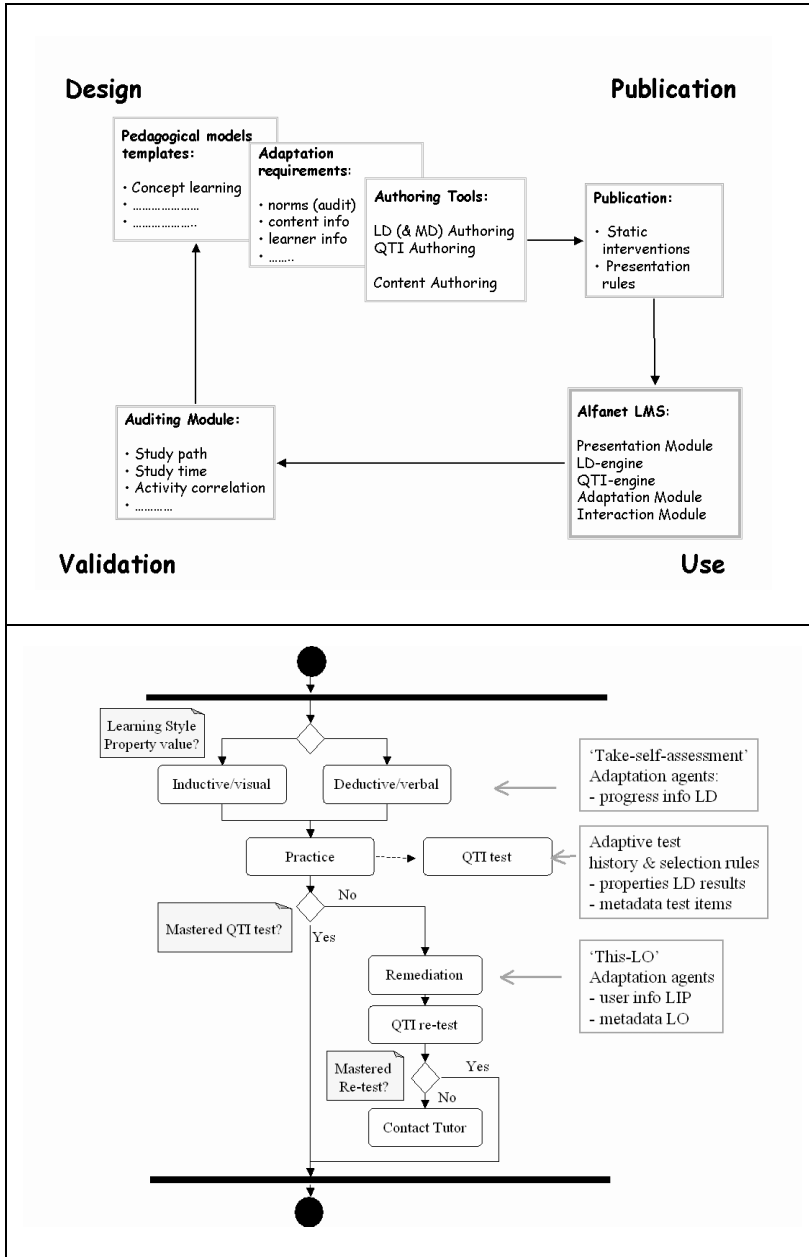 Design
Publication
Pedagogical models
templates:
· Concept learning
· …………………
· ………………..
Adaptation
requirements:
· norms (audit)
· content info
· learner info
· ……..
Authoring Tools:
LD (& MD) Authoring
QTI Authoring
Content Authoring
Publication:
· Static
interventions
· Presentation
rules
Auditing Module:
· Study path
· Study time
· Activity correlation
· …………
Alfanet LMS:
Presentation Module
LD-engine
QTI-engine
Adaptation Module
Interaction Module
Validation
Use
Learning Style
Property value?
Inductive/visual
Deductive/verbal
'Take-self-assessment'
Adaptation agents:
- progress info LD
Practice
QTI test
Adaptive test
history & selection rules
- properties LD results
- metadata test items
No
Mastered QTI test?
Yes
Remediation
'This-LO'
Adaptation agents
- user info LIP
- metadata LO
QTI re-test
Mastered
Re-test?
Yes
No
Contact Tutor